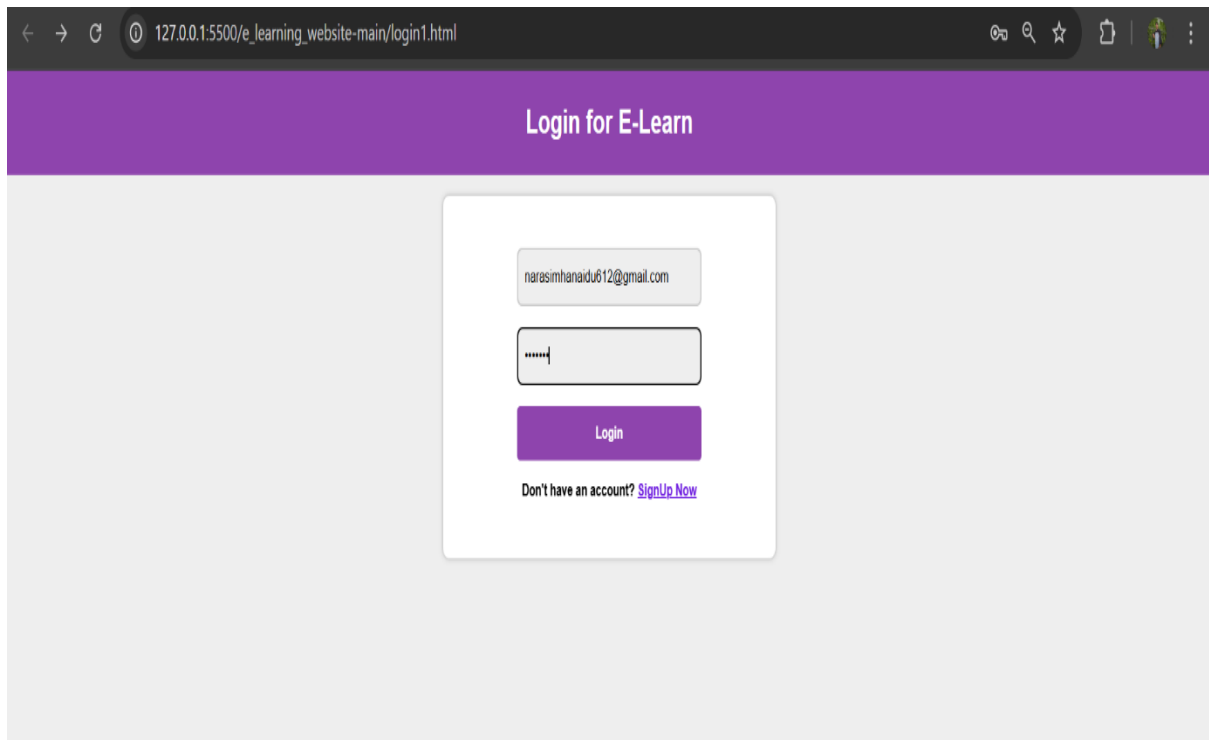 127.0.0.1:5500/e_learning_website-main/login1.html
Login for E-Learn
narasimhanaidu612@gmail.com
•••••••
Login
Don't have an account? SignUp Now